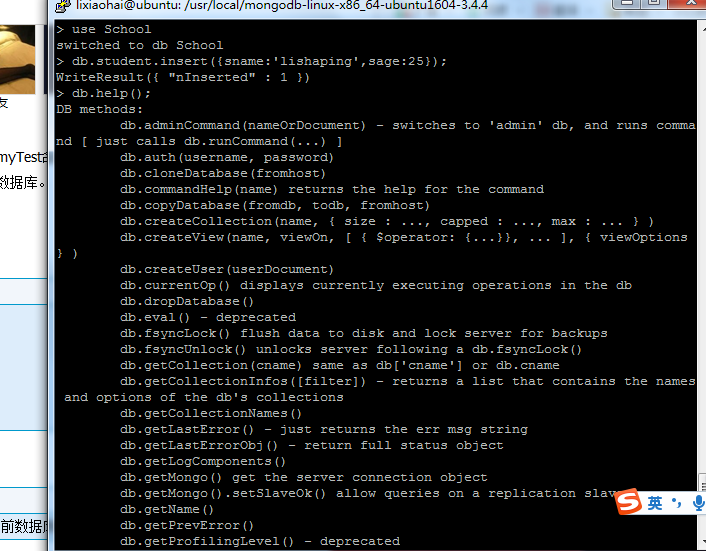 lixiaohai@ubuntu: /usr/local/mongodb-linux-x86_64-ubuntu1604-3.4.4
> use School
switched to db School
> db.student.insert({sname:'lishaping',sage:25});
WriteResult({ "nInserted" : 1 })
> db.help();
DB methods:
db.adminCommand(nameOrDocument) - switches to 'admin' db, and runs comma
nd [ just calls db.runCommand(...) ]
db.auth(username, password)
db.cloneDatabase(fromhost)
db.commandHelp(name) returns the help for the command
db.copyDatabase(fromdb, todb, fromhost)
db.createCollection(name, { size : ..., capped : ..., max : ... } )
db.createView(name, viewOn, [ { $operator: {...}}, ... ], { viewOptions
} )
db.createUser(userDocument)
db.currentOp() displays currently executing operations in the db
db.dropDatabase()
db.eval() - deprecated
db.fsyncLock() flush data to disk and lock server for backups
db.fsyncUnlock() unlocks server following a db.fsyncLock()
db.getCollection(cname) same as db['cname'] or db.cname
db.getCollectionInfos([filter]) - returns a list that contains the names
and options of the db's collections
db.getCollectionNames()
db.getLastError() - just returns the err msg string
db.getLastErrorObj() - return full status object
db.getLogComponents()
db.getMongo() get the server connection object
db.getMongo().setSlaveOk() allow queries on a replication slav
db.getName()
db.getPrevError()
db.getProfilingLevel() - deprecated
友
myTest
数据库。
前数据库
英